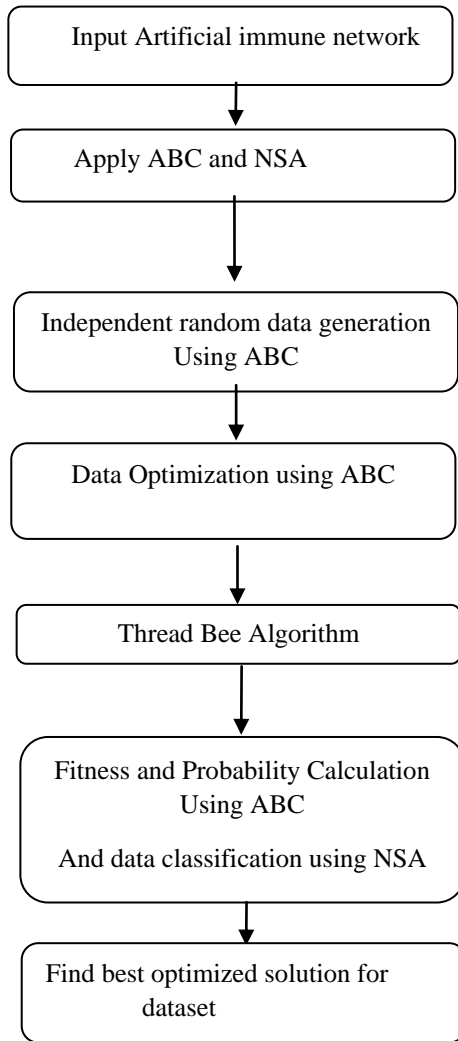 Input Artificial immune network
Apply ABC and NSA
Independent random data generation
Using ABC
Data Optimization using ABC
Thread Bee Algorithm
Fitness and Probability Calculation
Using ABC
And data classification using NSA
Find best optimized solution for
dataset